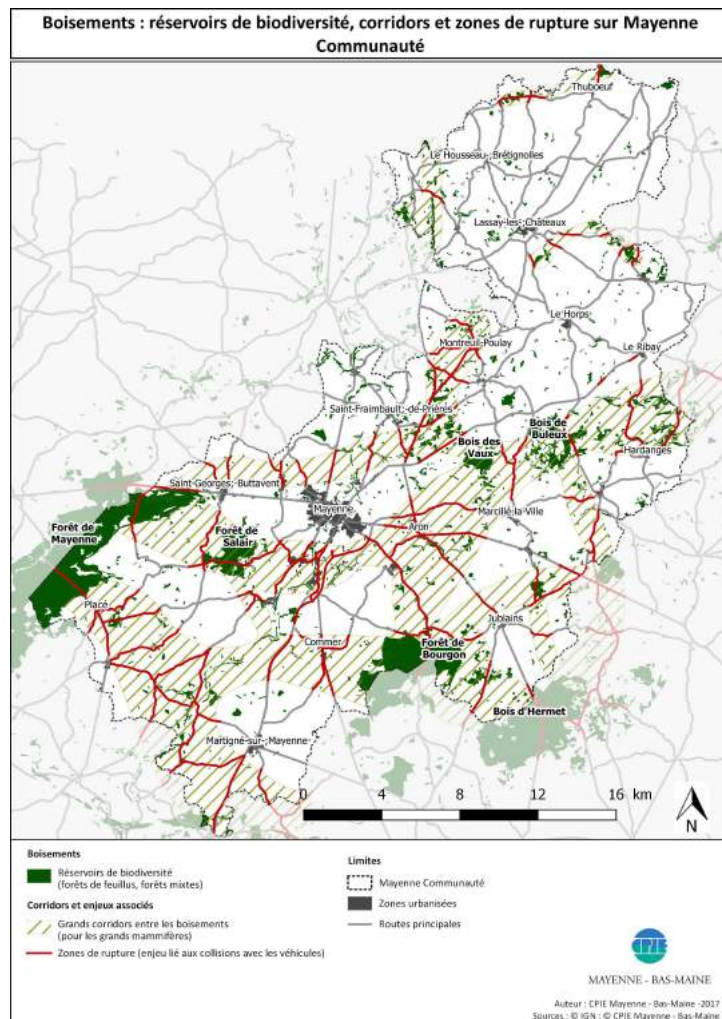 Boisements : réservoirs de biodiversité, corridors et zones de rupture sur Mayenne
Communauté
Thuboeuf
Le Housseau-;Brétignolles
Lassay-les-;Châteaux
Le Horps
Montreuil-Poulay
Le Ribay
Saint-Fraimbault;-de-Prières
Bois des
Vaux
Bois de
Buleux
Hardanges
Saint-Georges;-Buttavent
Mayenne
Aron
Marcillé-la-Ville
Forêt de
Mayenne
Forêt de
Salair
Placé
Commer
Jublains
Forêt de
Bourgon
Bois d'Hermet
Martigné-sur-;Mayenne
0 4 8 12 16 km
N
Boisements
Réservoirs de biodiversité
(forêts de feuillus, forêts mixtes)
Corridors et enjeux associés
Grands corridors entre les boisements
(pour les grands mammifères)
Zones de rupture (enjeu lié aux collisions avec les véhicules)
Limites
Mayenne Communauté
Zones urbanisées
Routes principales
CPIE
MAYENNE - BAS-MAINE
Auteur : CPIE Mayenne - Bas-Maine -2017
Sources : © IGN ; © CPIE Mayenne - Bas-Maine